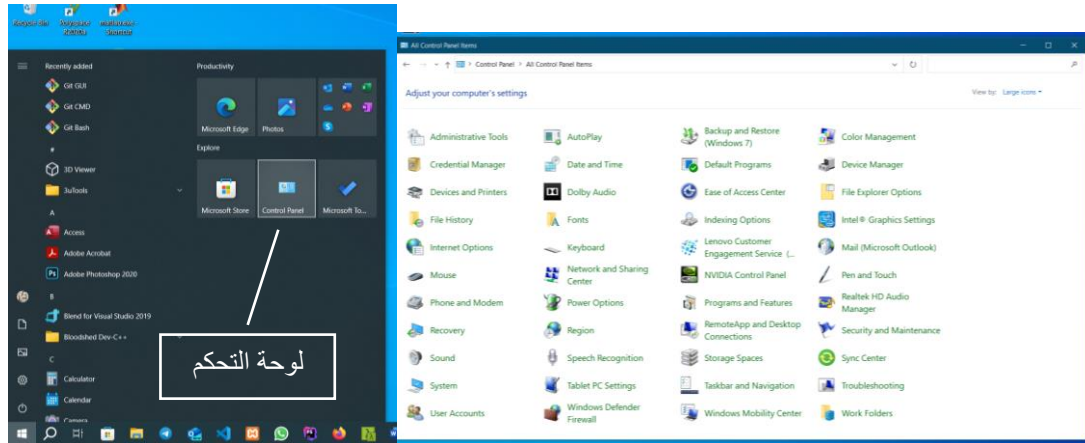 Recycle Bin
Recently added
Git GUI
Git CMD
Git Bash
#
3D Viewer
3uTools
A
Access
Adobe Acrobat
Adobe Photoshop 2020
B
Blend for Visual Studio 2019
Bloodshed Dev-C++
C
Calculator
Calendar
Camera
Productivity
Microsoft Edge
Photos
Explore
Microsoft Store
Control Panel
Microsoft To...
لوحة التحكم
All Control Panel Items
Control Panel > All Control Panel Items
Adjust your computer's settings
View by: Large icons
Administrative Tools
AutoPlay
Backup and Restore
(Windows 7)
Color Management
Credential Manager
Date and Time
Default Programs
Device Manager
Devices and Printers
Dolby Audio
Ease of Access Center
File Explorer Options
File History
Fonts
Indexing Options
Intel® Graphics Settings
Internet Options
Keyboard
Lenovo Customer
Engagement Service (...
Mail (Microsoft Outlook)
Mouse
Network and Sharing
Center
NVIDIA Control Panel
Pen and Touch
Phone and Modem
Power Options
Programs and Features
Realtek HD Audio
Manager
Recovery
Region
RemoteApp and Desktop
Connections
Security and Maintenance
Sound
Speech Recognition
Storage Spaces
Sync Center
System
Tablet PC Settings
Taskbar and Navigation
Troubleshooting
User Accounts
Windows Defender
Firewall
Windows Mobility Center
Work Folders